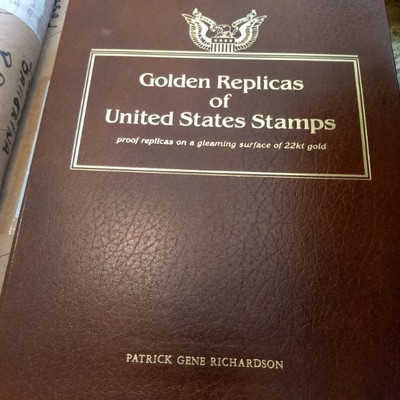 Golden Replicas
of
United States Stamps
proof replicas on a gleaming surface of 22kt gold
PATRICK GENE RICHARDSON